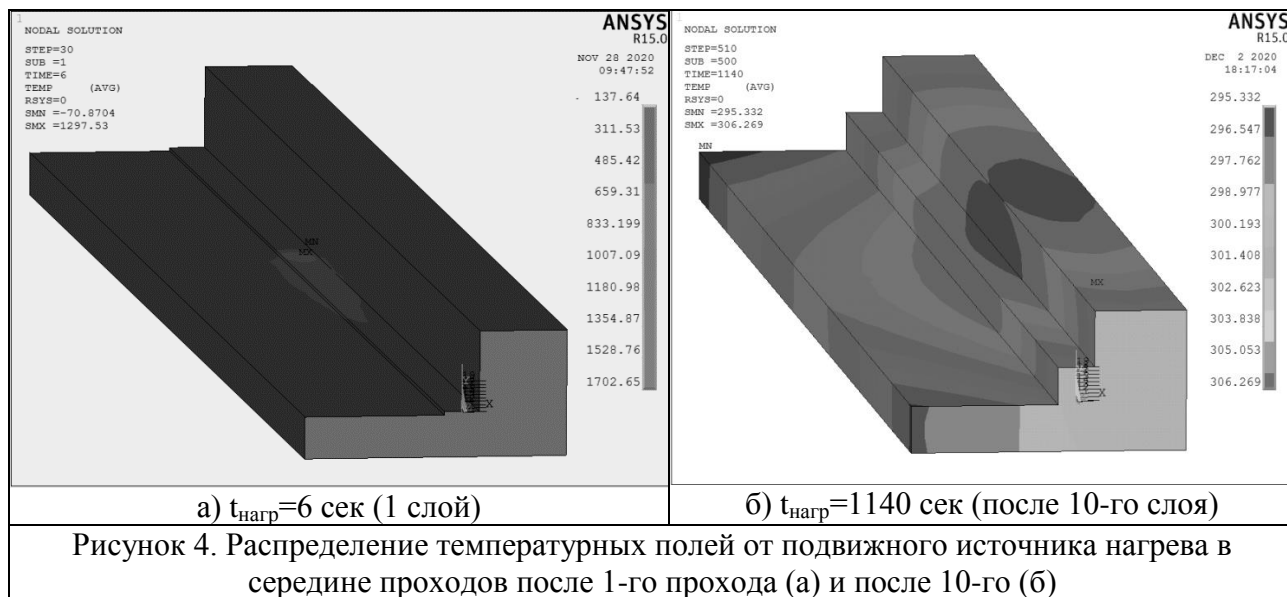 1
NODAL SOLUTION
STEP=30
SUB =1
TIME=6
TEMP (AVG)
RSYS=0
SMN =-70.8704
SMX =1297.53
ANSYS
R15.0
NOV 28 2020
09:47:52
137.64
311.53
485.42
659.31
833.199
1007.09
1180.98
1354.87
1528.76
1702.65
MN
MX
X
1
NODAL SOLUTION
STEP=510
SUB =500
TIME=1140
TEMP (AVG)
RSYS=0
SMN =295.332
SMX =306.269
ANSYS
R15.0
DEC 2 2020
18:17:04
295.332
296.547
297.762
298.977
300.193
301.408
302.623
303.838
305.053
306.269
MN
MX
X
а) tнагр=6 сек (1 слой)
б) tнагр=1140 сек (после 10-го слоя)
Рисунок 4. Распределение температурных полей от подвижного источника нагрева в
середине проходов после 1-го прохода (а) и после 10-го (б)